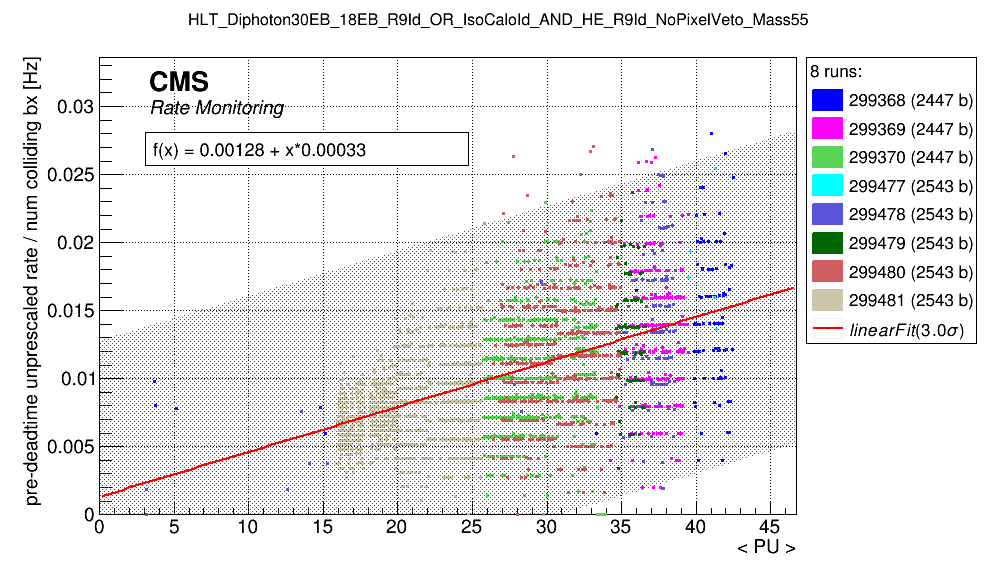 HLT_Diphoton30EB_18EB_R9Id_OR_IsoCaloId_AND_HE_R9Id_NoPixelVeto_Mass55
pre-deadtime unprescaled rate / num colliding bx [Hz]
CMS
Rate Monitoring
f(x) = 0.00128 + x*0.00033
0.03
0.025
0.02
0.015
0.01
0.005
0
0 5 10 15 20 25 30 35 40 45
< PU >
8 runs:
299368 (2447 b)
299369 (2447 b)
299370 (2447 b)
299477 (2543 b)
299478 (2543 b)
299479 (2543 b)
299480 (2543 b)
299481 (2543 b)
linearFit(3.0σ)